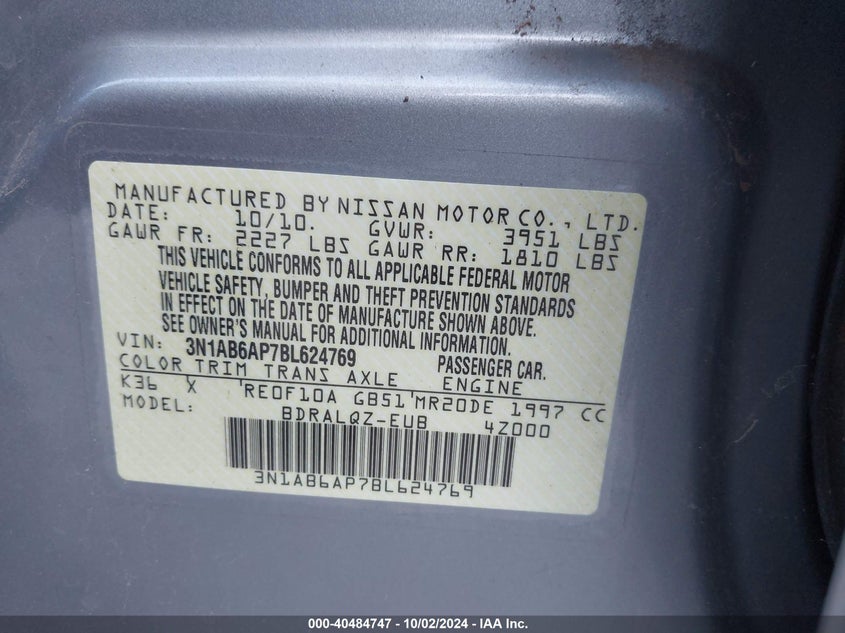 MANUFACTURED BY NISSAN MOTOR CO., LTD.
DATE: 10/10. GVWR: 3951 LBS
GAWR FR: 2227 LBS GAWR RR: 1810 LBS
THIS VEHICLE CONFORMS TO ALL APPLICABLE FEDERAL MOTOR
VEHICLE SAFETY, BUMPER AND THEFT PREVENTION STANDARDS
IN EFFECT ON THE DATE OF MANUFACTURE SHOWN ABOVE.
SEE OWNER'S MANUAL FOR ADDITIONAL INFORMATION.
VIN: 3N1AB6AP7BL624769 PASSENGER CAR.
COLOR TRIM TRANS AXLE ENGINE
K36 X RE0F10A GB51 MR20DE 1997 CC
MODEL: BDRALQZ-EUB 4Z000
3N1AB6AP7BL624769
000-40484747 - 10/02/2024 - IAA Inc.